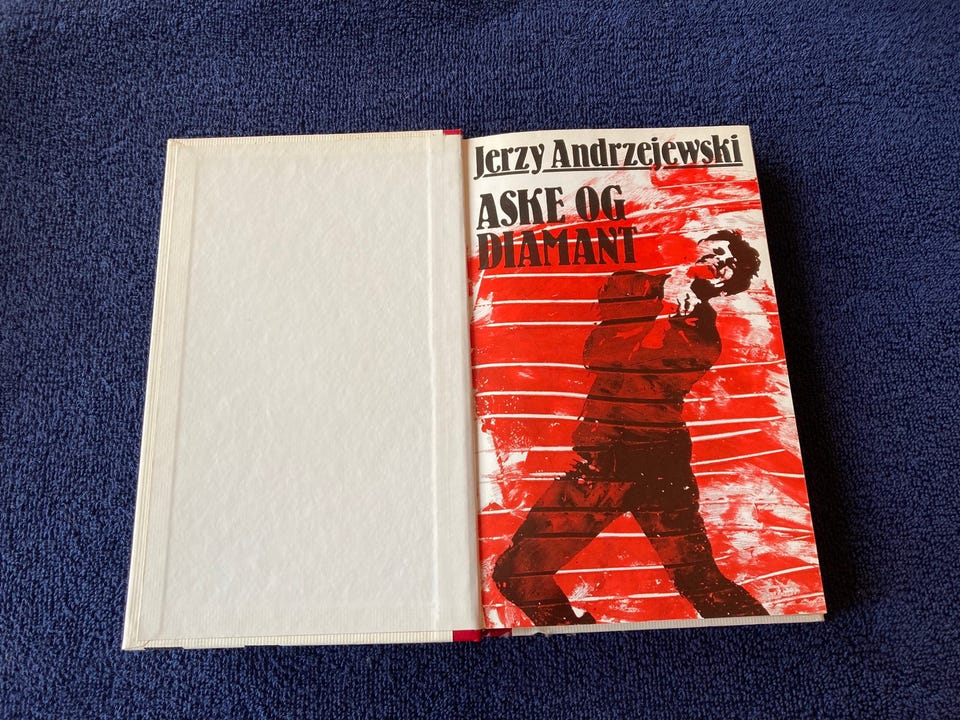 Jerzy Andrzejewski
ASKE OG
DIAMANT